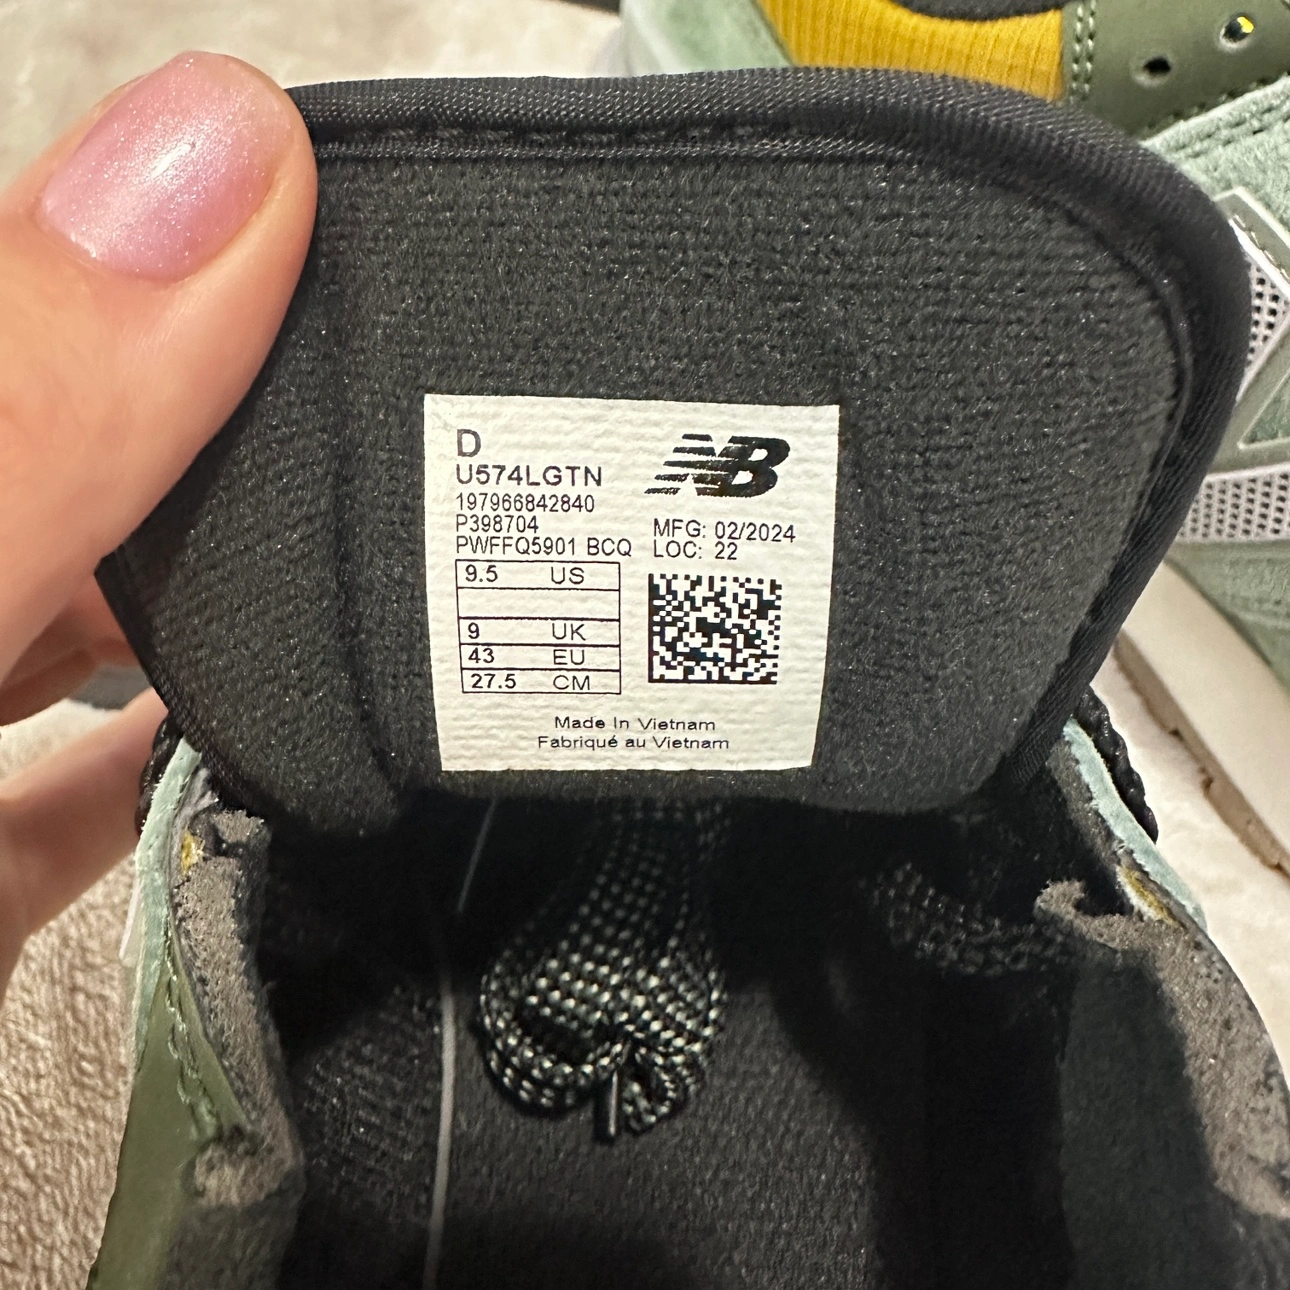 D
U574LGTN
197966842840
P398704
PWFFQ5901 BCQ
NB
MFG: 02/2024
LOC: 22
9.5 US
9 UK
43 EU
27.5 CM
Made In Vietnam
Fabriqué au Vietnam